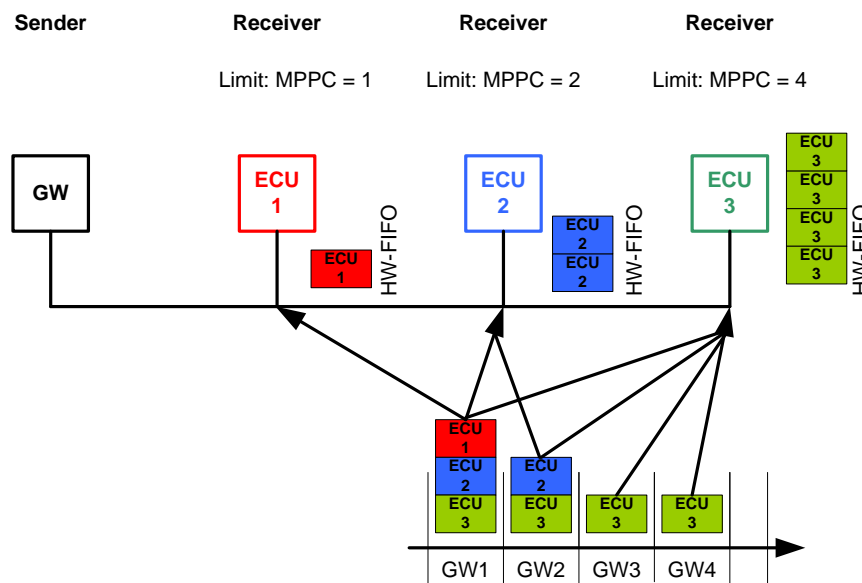 Sender
Receiver
Receiver
Receiver
Limit: MPPC = 1
Limit: MPPC = 2
Limit: MPPC = 4
GW
ECU
1
ECU
2
ECU
3
ECU
1
HW-FIFO
ECU
2
ECU
2
HW-FIFO
ECU
3
ECU
3
ECU
3
ECU
3
HW-FIFO
ECU
1
ECU
2
ECU
3
ECU
2
ECU
3
ECU
3
ECU
3
GW1
GW2
GW3
GW4